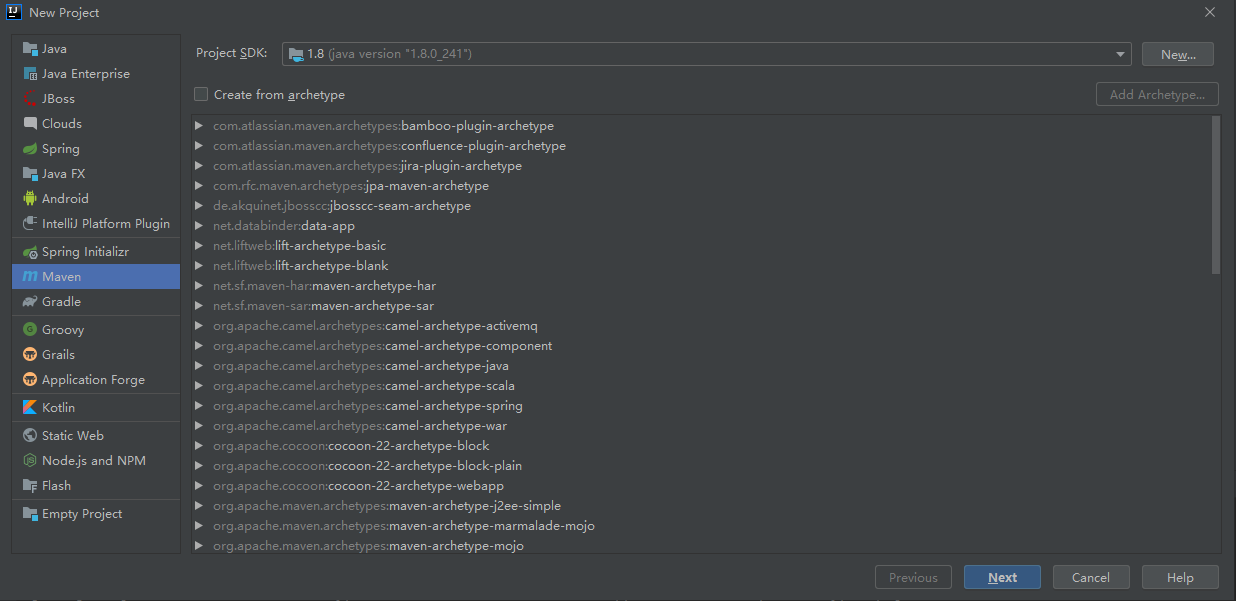 New Project
Java
Java Enterprise
JBoss
Clouds
Spring
Java FX
Android
IntelliJ Platform Plugin
Spring Initializr
Maven
Gradle
Groovy
Grails
Application Forge
Kotlin
Static Web
Node.js and NPM
Flash
Empty Project
Project SDK: 1.8 (java version "1.8.0_241") New...
Create from archetype Add Archetype...
com.atlassian.maven.archetypes:bamboo-plugin-archetype
com.atlassian.maven.archetypes:confluence-plugin-archetype
com.atlassian.maven.archetypes:jira-plugin-archetype
com.rfc.maven.archetypes:jpa-maven-archetype
de.akquinet.jbosscc:jbosscc-seam-archetype
net.databinder:data-app
net.liftweb:lift-archetype-basic
net.liftweb:lift-archetype-blank
net.sf.maven-har:maven-archetype-har
net.sf.maven-sar:maven-archetype-sar
org.apache.camel.archetypes:camel-archetype-activemq
org.apache.camel.archetypes:camel-archetype-component
org.apache.camel.archetypes:camel-archetype-java
org.apache.camel.archetypes:camel-archetype-scala
org.apache.camel.archetypes:camel-archetype-spring
org.apache.camel.archetypes:camel-archetype-war
org.apache.cocoon:cocoon-22-archetype-block
org.apache.cocoon:cocoon-22-archetype-block-plain
org.apache.cocoon:cocoon-22-archetype-webapp
org.apache.maven.archetypes:maven-archetype-j2ee-simple
org.apache.maven.archetypes:maven-archetype-marmalade-mojo
org.apache.maven.archetypes:maven-archetype-mojo
Previous Next Cancel Help